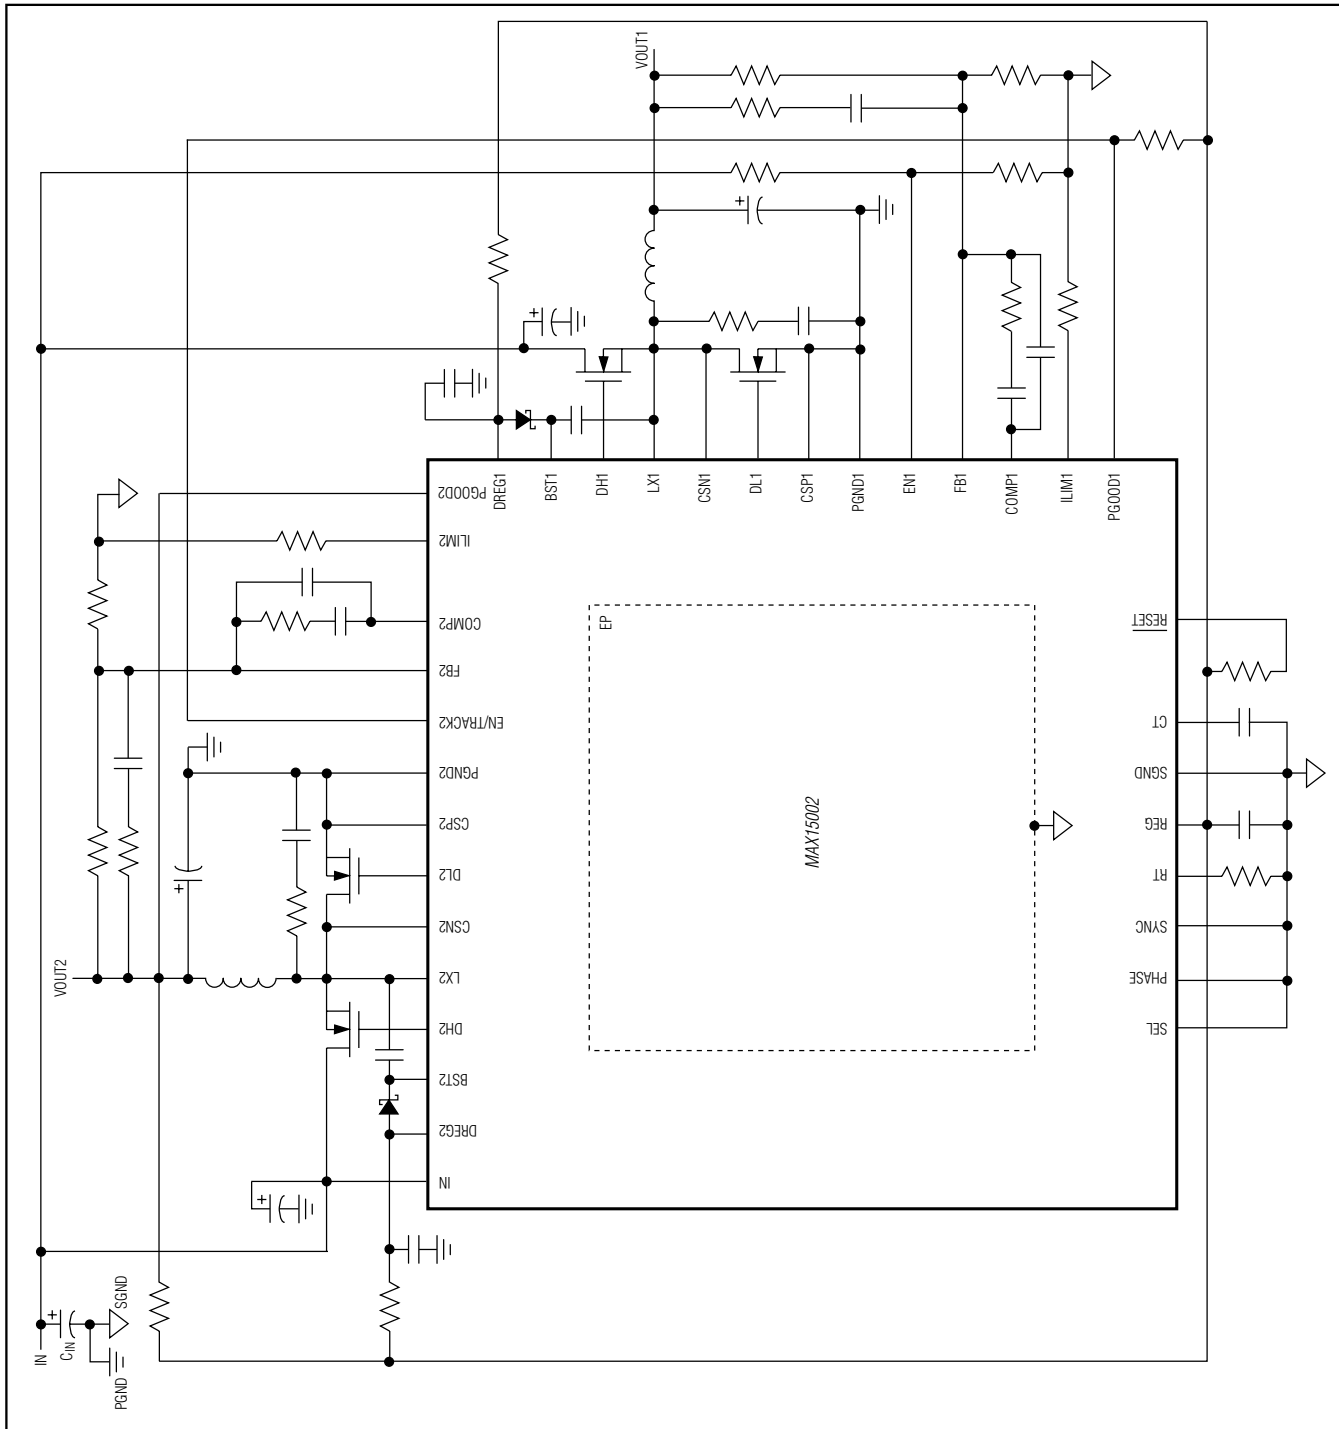 VOUT1
DREG1
BST1
DH1
LX1
CSN1
DL1
CSP1
PGND1
EN1
FB1
COMP1
ILIM1
PGOOD1
PGOOD2
ILIM2
COMP2
FB2
EN/TRACK2
PGND2
CSP2
DL2
CSN2
LX2
DH2
BST2
DREG2
IN
VOUT2
EP
MAX15002
RESET
CT
SGND
REG
RT
SYNC
PHASE
SEL
+
+
+
+
+
IN
CIN
SGND
PGND